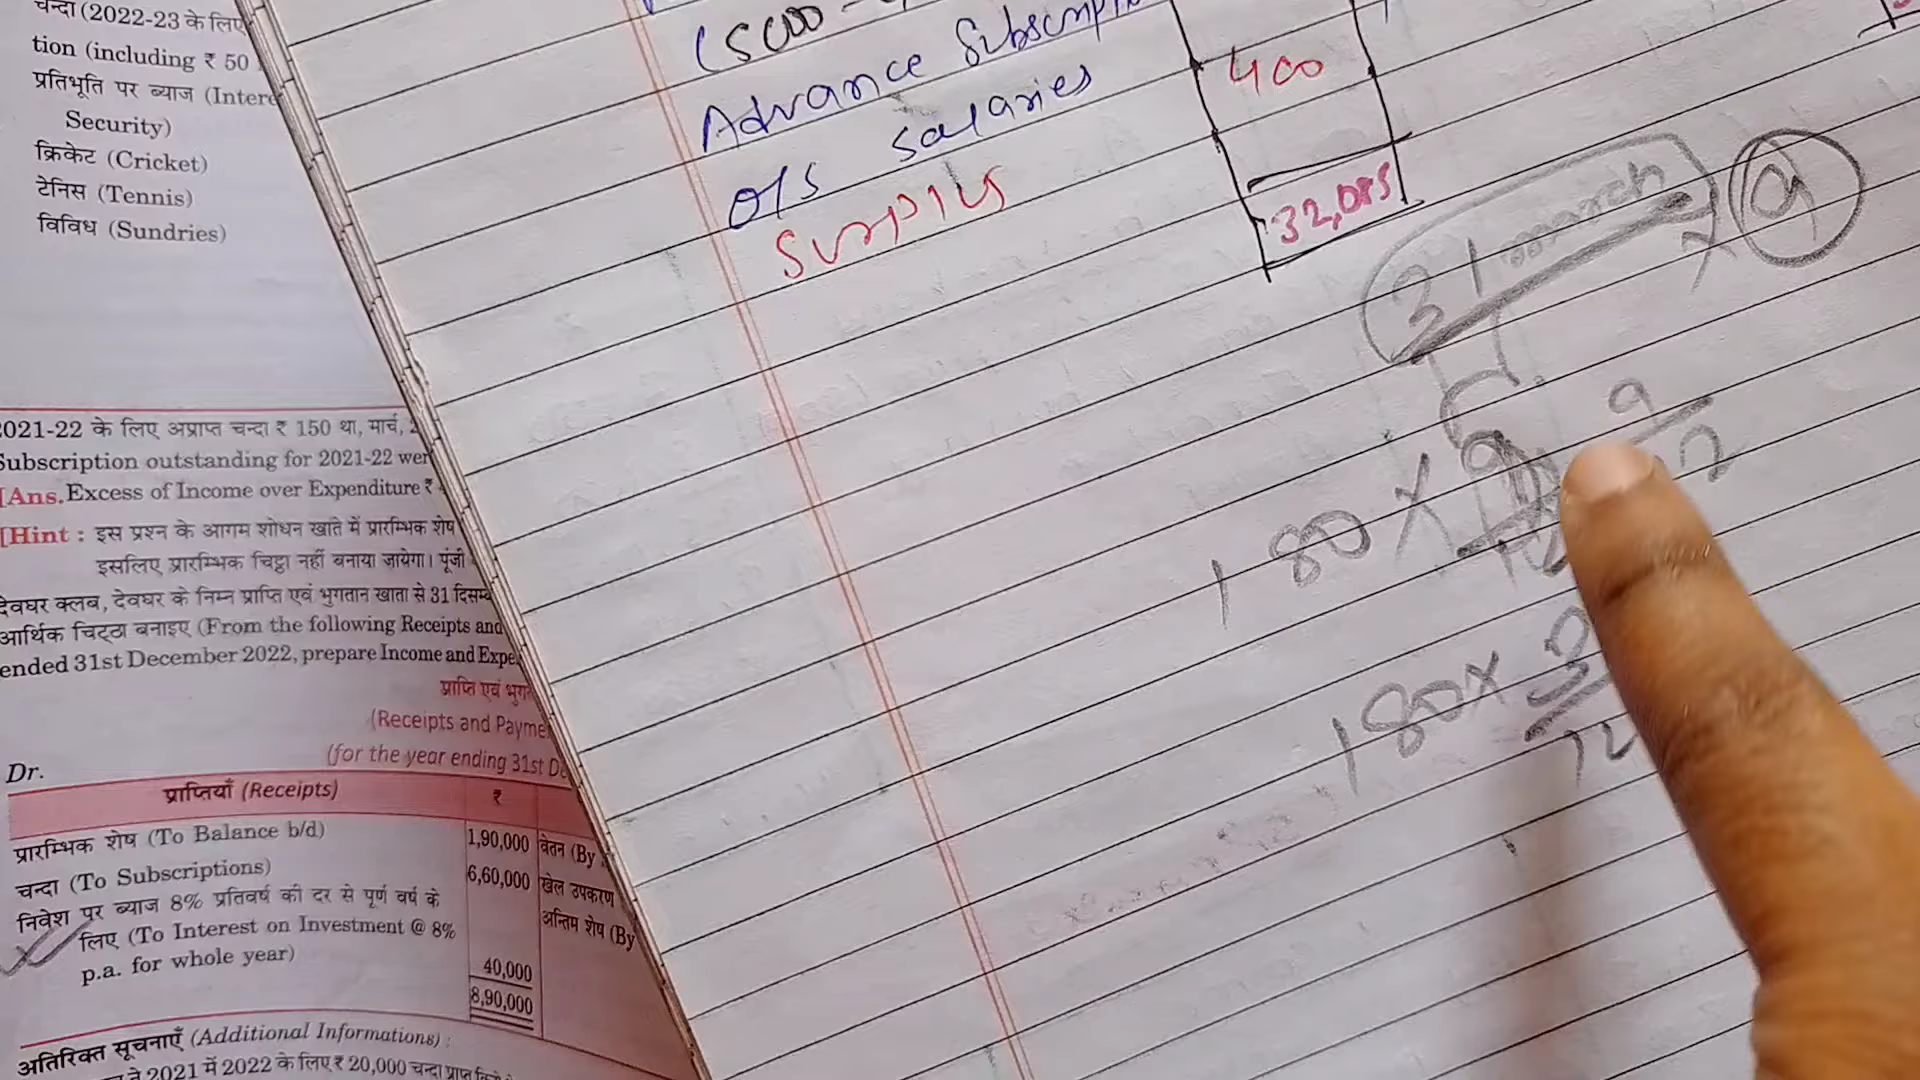 चन्दा (2022-23 के लिए
tion (including ₹ 50
प्रतिभूति पर ब्याज (Intere
Security)
क्रिकेट (Cricket)
टेनिस (Tennis)
विविध (Sundries)
2021-22 के लिए अप्राप्त चन्दा ₹ 150 था, मार्च, 2
Subscription outstanding for 2021-22 wer
[Ans. Excess of Income over Expenditure ₹
[Hint : इस प्रश्न के आगम शोधन खाते में प्रारम्भिक शेष
इसलिए प्रारम्भिक चिट्ठा नहीं बनाया जायेगा। पूंजी
देवघर क्लब, देवघर के निम्न प्राप्ति एवं भुगतान खाता से 31 दिसम्ब
आर्थिक चिट्ठा बनाइए (From the following Receipts and
ended 31st December 2022, prepare Income and Expe
प्राप्ति एवं भुग
(Receipts and Payme
(for the year ending 31st De
Dr.
प्राप्तियाँ (Receipts) ₹
प्रारम्भिक शेष (To Balance b/d) 1,90,000 वेतन (By
चन्दा (To Subscriptions) 6,60,000 खेल उपकरण
निवेश पर ब्याज 8% प्रतिवर्ष की दर से पूर्ण वर्ष के अन्तिम शेष (By
लिए (To Interest on Investment @ 8%
p.a. for whole year) 40,000
8,90,000
अतिरिक्त सूचनाएँ (Additional Informations) :
ने 2021 में 2022 के लिए ₹ 20,000 चन्दा प्राप्त
(5000 -
Advance Subscripti
O/S salaries 400
Surplus
32,085
31 march
9
180 ×
9
12
180 × 3
12